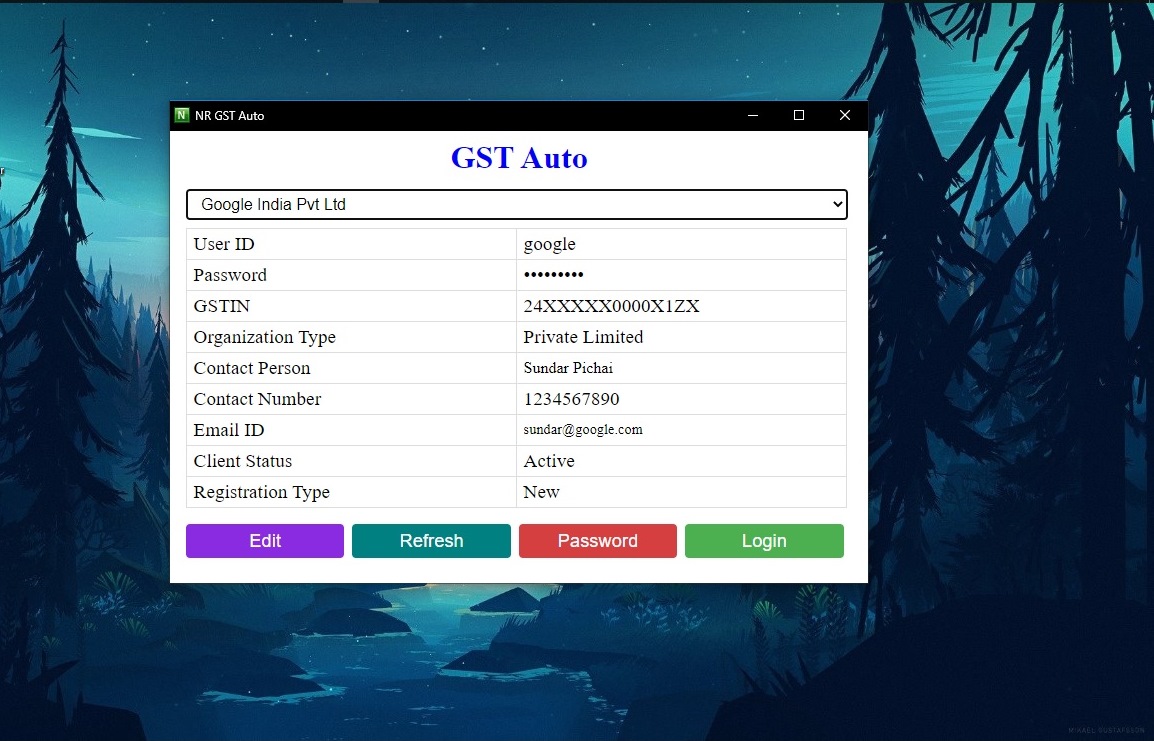 N NR GST Auto
GST Auto
Google India Pvt Ltd
User ID google
Password •••••••••
GSTIN 24XXXXX0000X1ZX
Organization Type Private Limited
Contact Person Sundar Pichai
Contact Number 1234567890
Email ID sundar@google.com
Client Status Active
Registration Type New
Edit Refresh Password Login
MIKAEL GUSTAFSSON